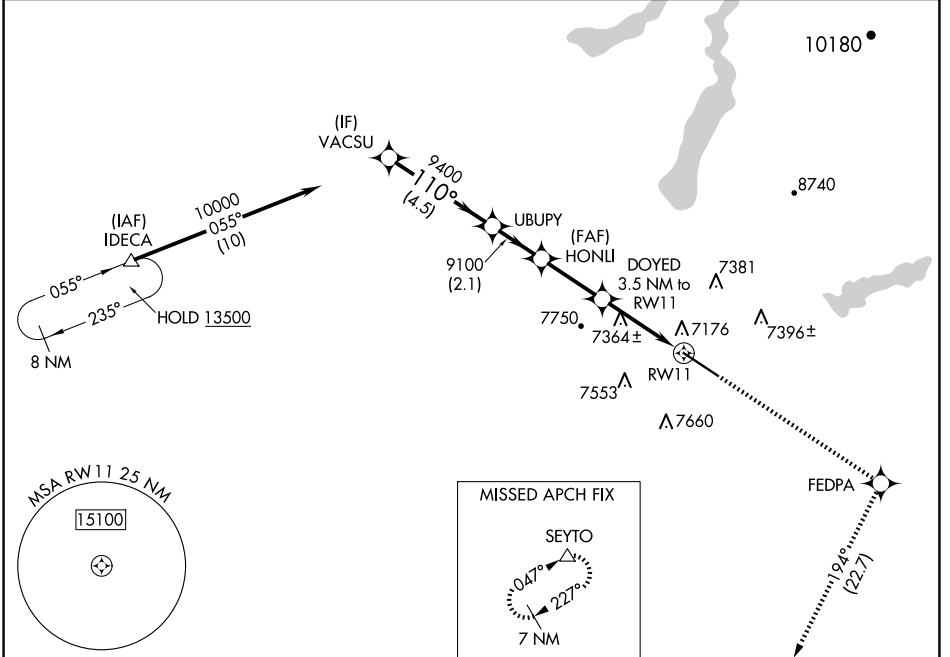 10180
(IF)
VACSU
9400
110°
(4.5)
8740
10000
055°
(10)
(IAF)
IDECA
UBUPY
(FAF)
HONLI
9100
(2.1)
DOYED
3.5 NM to
RW11
7381
055°
235°
HOLD 13500
8 NM
7750
7364±
7176
7396±
RW11
7553
7660
MSA RW11 25 NM
15100
MISSED APCH FIX
SEYTO
047°
227°
7 NM
FEDPA
194°
(22.7)